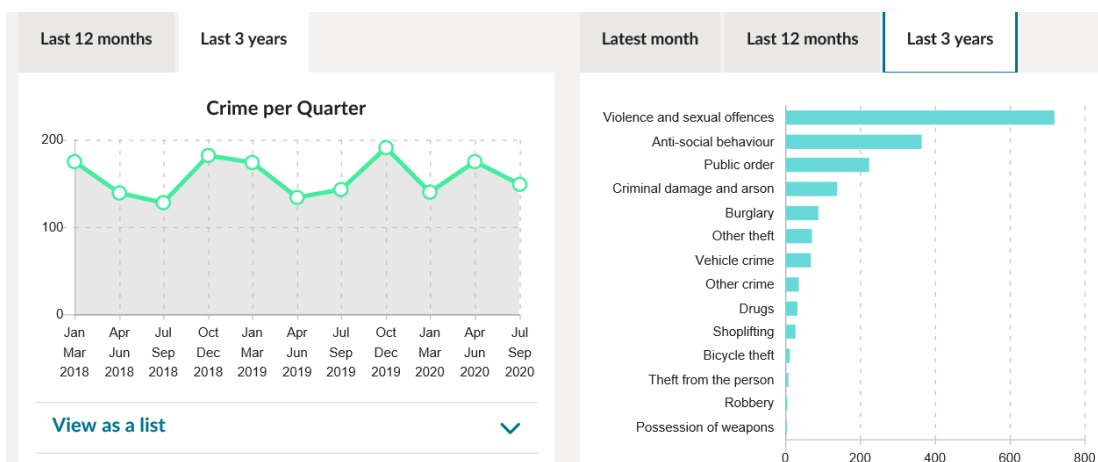 Last 12 months
Last 3 years
Crime per Quarter
200
100
0
Jan Apr Jul Oct Jan Apr Jul Oct Jan Apr Jul
Mar Jun Sep Dec Mar Jun Sep Dec Mar Jun Sep
2018 2018 2018 2018 2019 2019 2019 2019 2020 2020 2020
View as a list
Latest month
Last 12 months
Last 3 years
Violence and sexual offences
Anti-social behaviour
Public order
Criminal damage and arson
Burglary
Other theft
Vehicle crime
Other crime
Drugs
Shoplifting
Bicycle theft
Theft from the person
Robbery
Possession of weapons
0 200 400 600 800